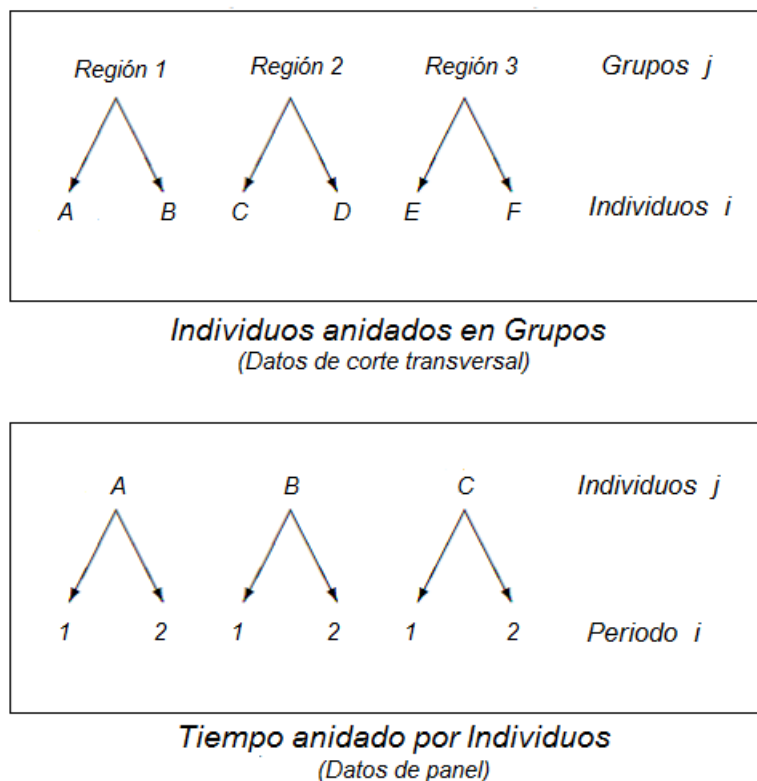 Región 1 Región 2 Región 3 Grupos j
A B C D E F Individuos i
Individuos anidados en Grupos
(Datos de corte transversal)
A B C Individuos j
1 2 1 2 1 2 Periodo i
Tiempo anidado por Individuos
(Datos de panel)